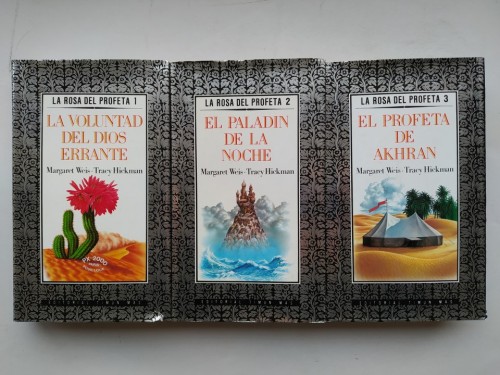 LA ROSA DEL PROFETA 1
LA VOLUNTAD
DEL DIOS
ERRANTE
Margaret Weis-Tracy Hickman
LA ROSA DEL PROFETA 2
EL PALADIN
DE LA
NOCHE
Margaret Weis-Tracy Hickman
LA ROSA DEL PROFETA 3
EL PROFETA
DE
AKHRAN
Margaret Weis-Tracy Hickman